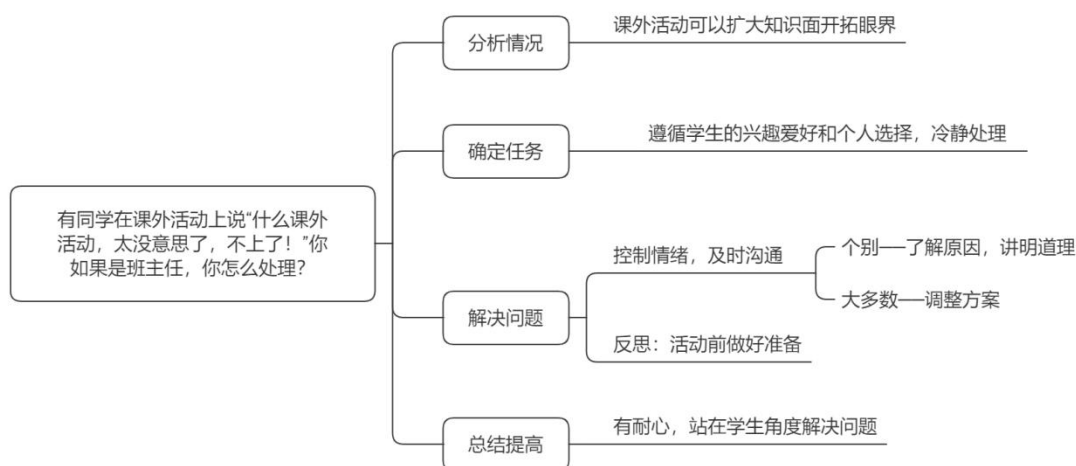 有同学在课外活动上说“什么课外
活动，太没意思了，不上了！”你
如果是班主任，你怎么处理？
分析情况
课外活动可以扩大知识面开拓眼界
确定任务
遵循学生的兴趣爱好和个人选择，冷静处理
解决问题
控制情绪，及时沟通
个别——了解原因，讲明道理
大多数——调整方案
反思：活动前做好准备
总结提高
有耐心，站在学生角度解决问题